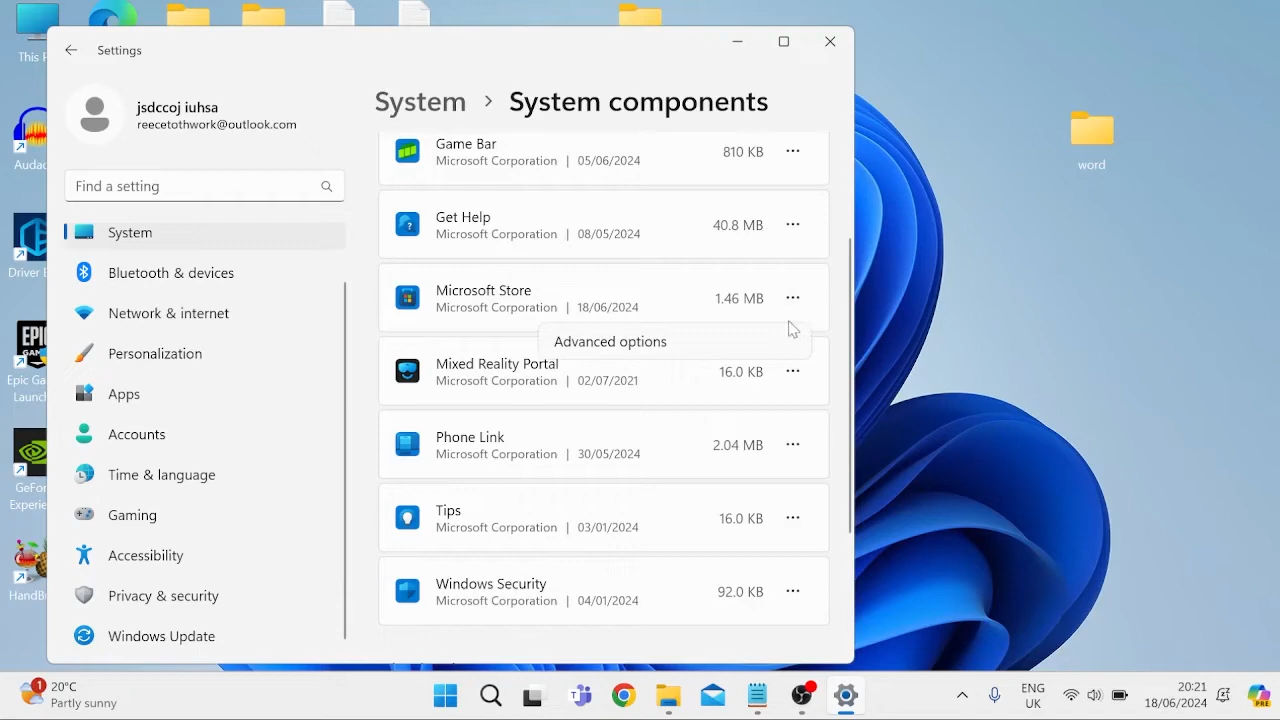 This P
Audac
Driver B
Epic Ga
Launch
GeFor
Experie
HandB
word
Settings
jsdccoj iuhsa
reecetothwork@outlook.com
Find a setting
System
Bluetooth & devices
Network & internet
Personalization
Apps
Accounts
Time & language
Gaming
Accessibility
Privacy & security
Windows Update
System > System components
Game Bar
Microsoft Corporation | 05/06/2024
810 KB
Get Help
Microsoft Corporation | 08/05/2024
40.8 MB
Microsoft Store
Microsoft Corporation | 18/06/2024
1.46 MB
Advanced options
Mixed Reality Portal
Microsoft Corporation | 02/07/2021
16.0 KB
Phone Link
Microsoft Corporation | 30/05/2024
2.04 MB
Tips
Microsoft Corporation | 03/01/2024
16.0 KB
Windows Security
Microsoft Corporation | 04/01/2024
92.0 KB
1
20°C
Partly sunny
ENG
UK
20:21
18/06/2024
PRE